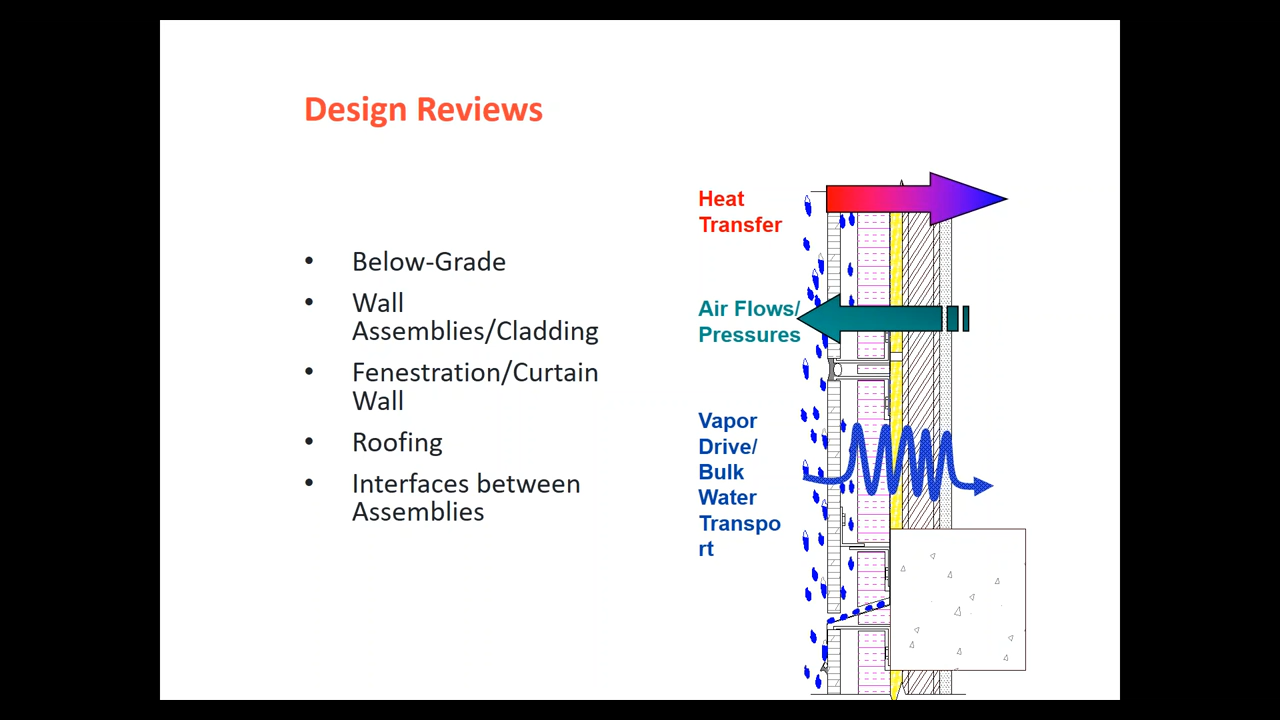 Design Reviews
• Below-Grade
• Wall
Assemblies/Cladding
• Fenestration/Curtain
Wall
• Roofing
• Interfaces between
Assemblies
Heat
Transfer
Air Flows/
Pressures
Vapor
Drive/
Bulk
Water
Transpo
rt